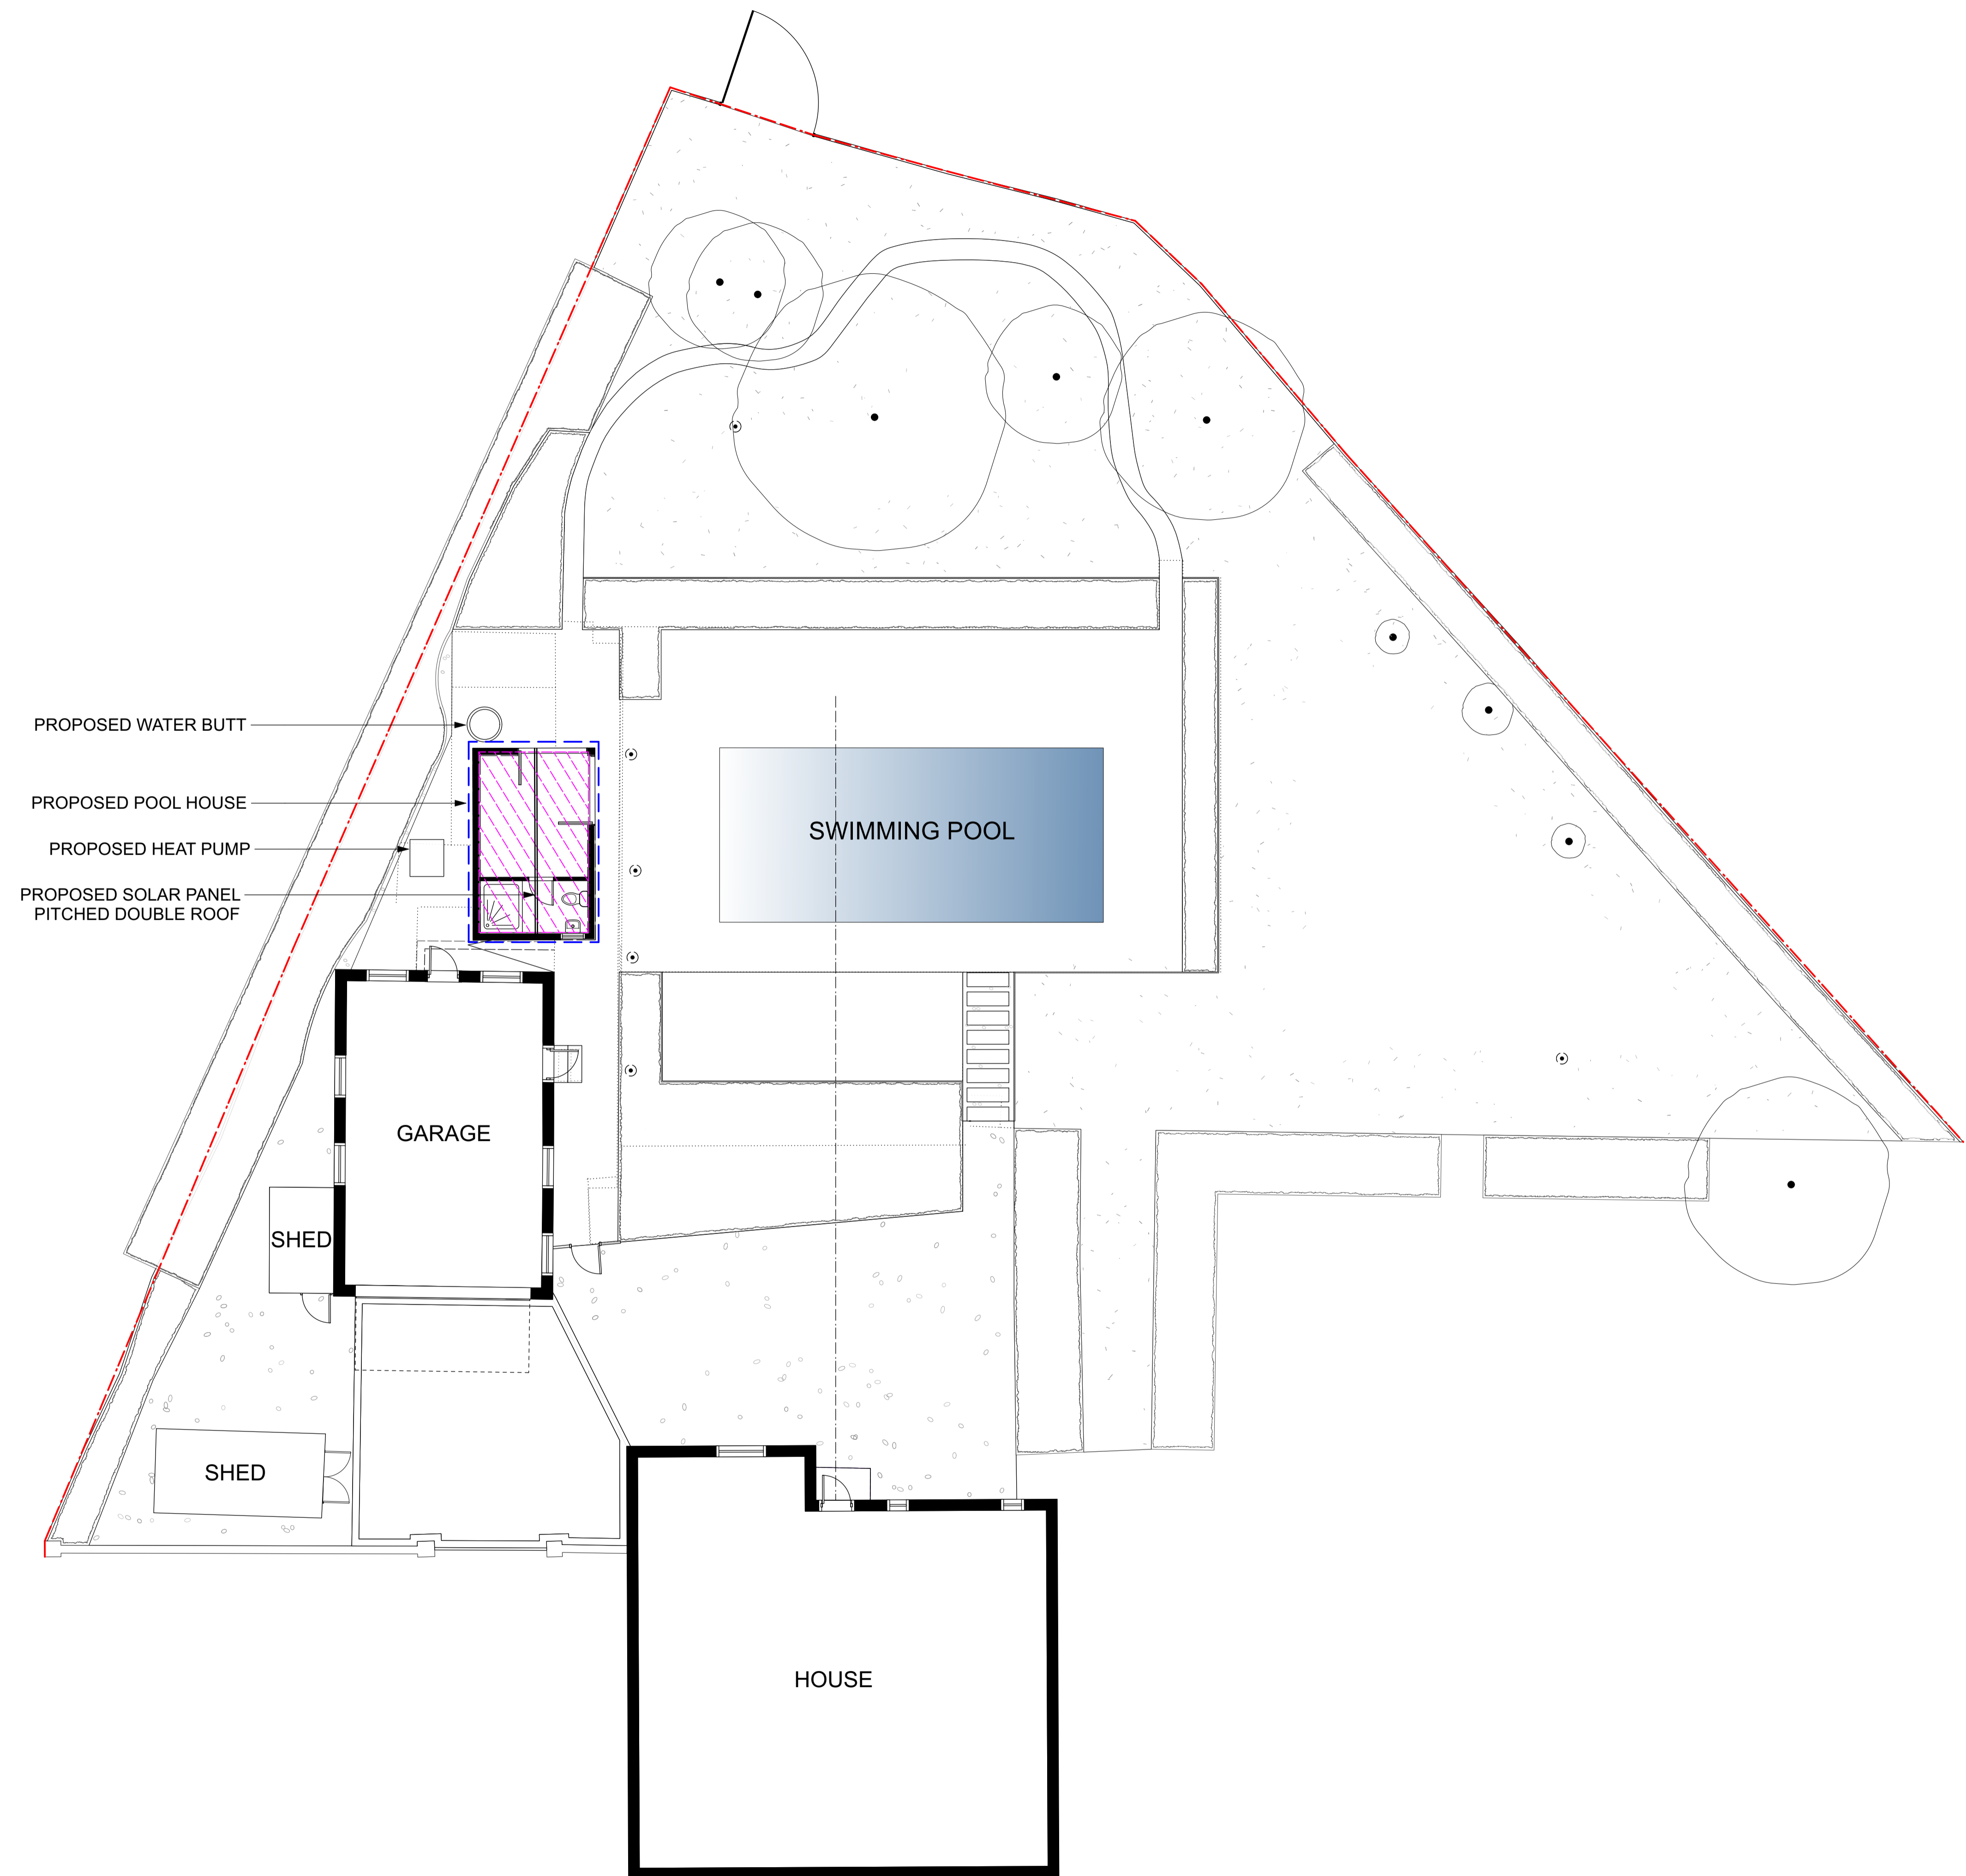 PROPOSED WATER BUTT
PROPOSED POOL HOUSE
SWIMMING POOL
PROPOSED HEAT PUMP
PROPOSED SOLAR PANEL
PITCHED DOUBLE ROOF
GARAGE
SHED
SHED
HOUSE